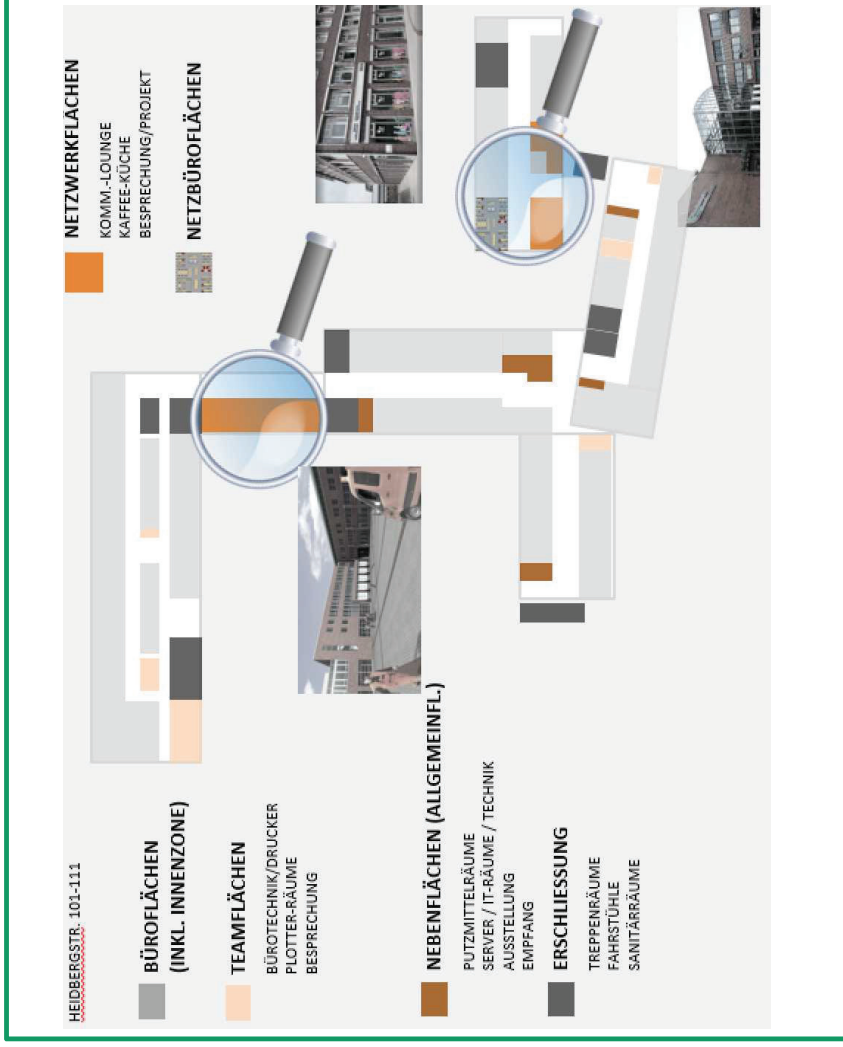 HEIDBERGSTR. 101-111
BÜROFLÄCHEN
(INKL. INNENZONE)
TEAMFLÄCHEN
BÜROTECHNIK/DRUCKER
PLOTTER-RÄUME
BESPRECHUNG
NEBENFLÄCHEN (ALLGEMEINFL.)
PUTZMITTELRÄUME
SERVER / IT-RÄUME / TECHNIK
AUSSTELLUNG
EMPFANG
ERSCHLIESSUNG
TREPPENRÄUME
FAHRSTÜHLE
SANITÄRRÄUME
NETZWERKFLÄCHEN
KOMM.-LOUNGE
KAFFEE-KÜCHE
BESPRECHUNG/PROJEKT
NETZBÜROFLÄCHEN